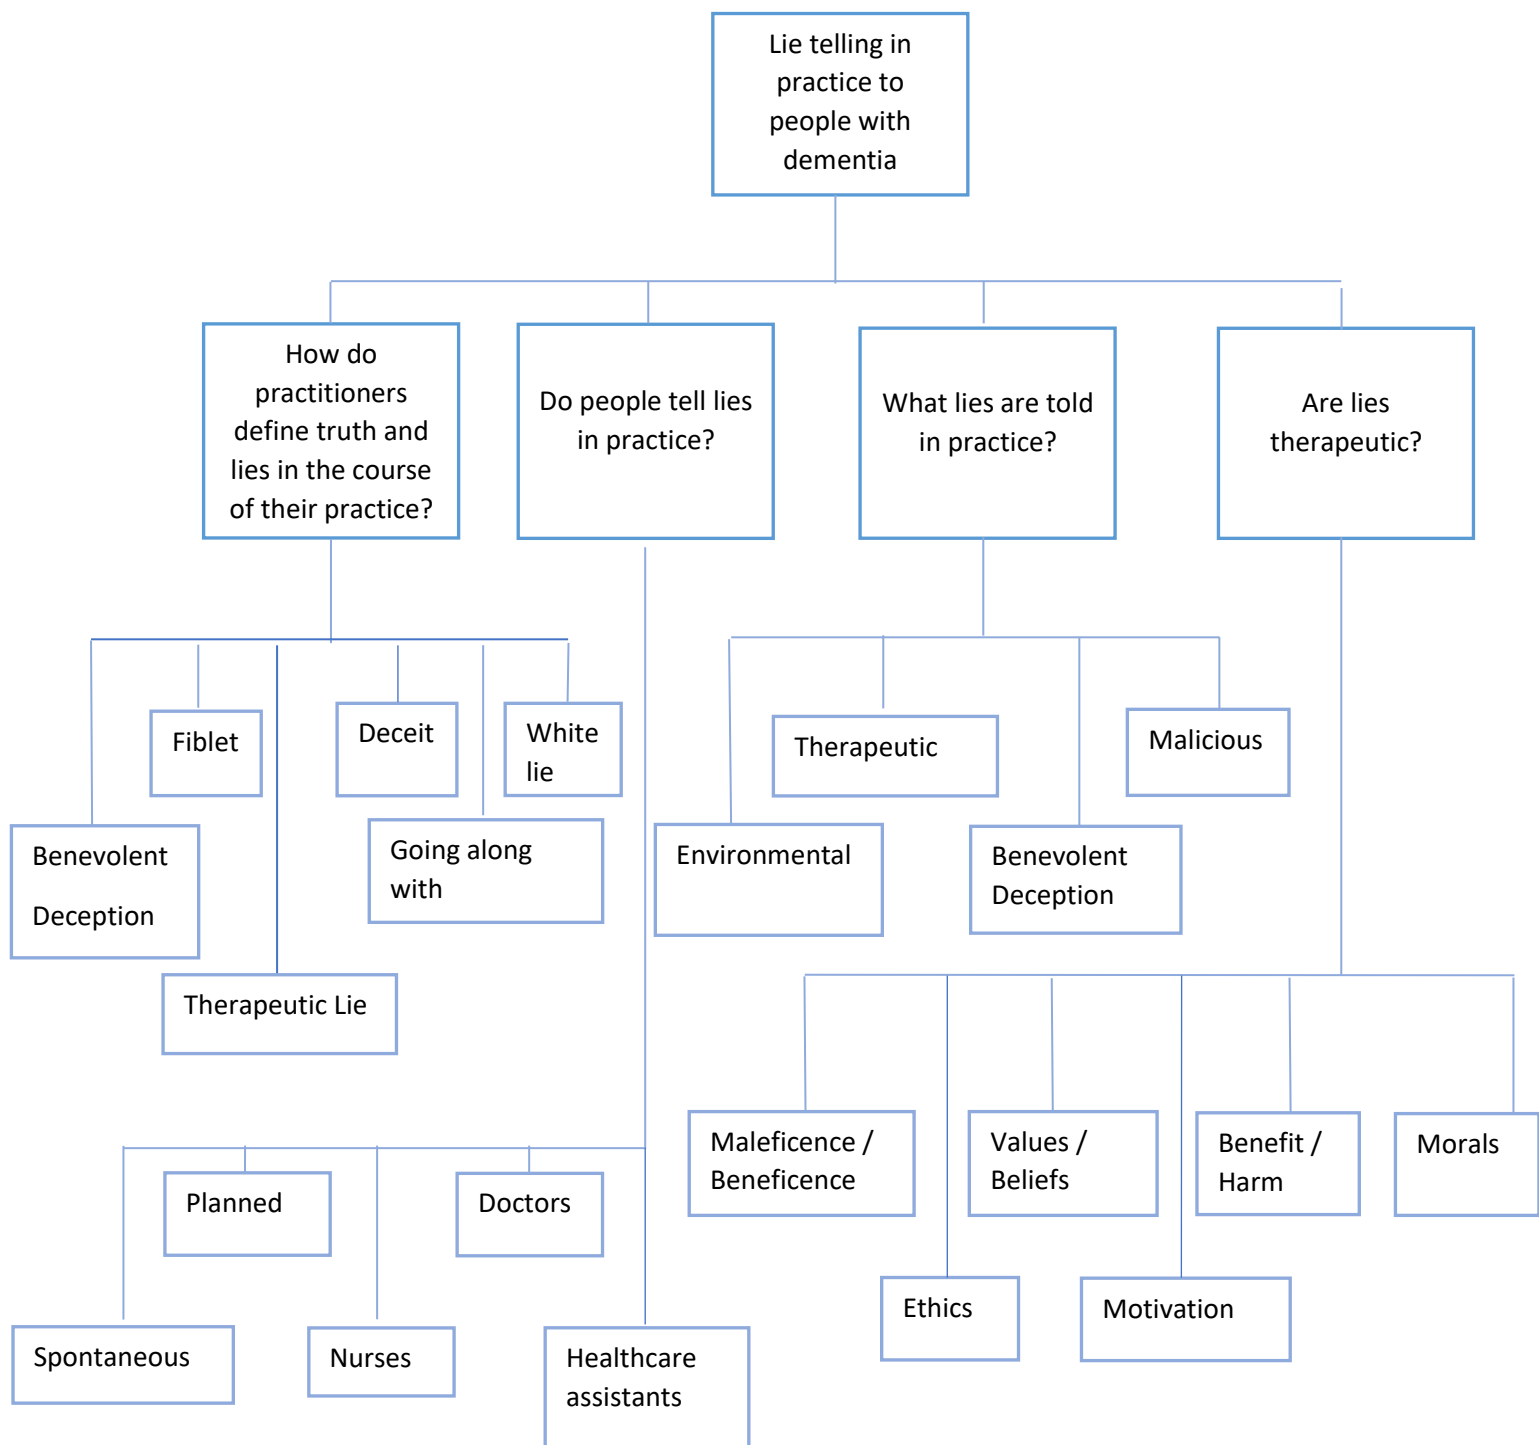 Lie telling in
practice to
people with
dementia
How do
practitioners
define truth and
lies in the course
of their practice?
Do people tell lies
in practice?
What lies are told
in practice?
Are lies
therapeutic?
Benevolent
Deception
Fiblet
Therapeutic Lie
Deceit
Going along
with
White
lie
Environmental
Therapeutic
Benevolent
Deception
Malicious
Spontaneous
Planned
Nurses
Doctors
Healthcare
assistants
Maleficence /
Beneficence
Ethics
Values /
Beliefs
Motivation
Benefit /
Harm
Morals